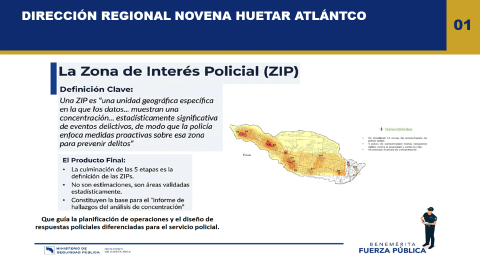 DIRECCIÓN REGIONAL NOVENA HUETAR ATLÁNTCO
01
La Zona de Interés Policial (ZIP)
Definición Clave:
Una ZIP es "una unidad geográfica específica
en la que los datos... muestran una
concentración... estadísticamente significativa
de eventos delictivos, de modo que la policía
enfoca medidas proactivas sobre esa zona
para prevenir delitos"
El Producto Final:
• La culminación de las 5 etapas es la
definición de las ZIPs.
• No son estimaciones, son áreas validadas
estadísticamente.
• Constituyen la base para el "informe de
hallazgos del análisis de concentración"
Que guía la planificación de operaciones y el diseño de
respuestas policiales diferenciadas para el servicio policial.
MINISTERIO DE
SEGURIDAD PÚBLICA
BENEMÉRITA
FUERZA PÚBLICA